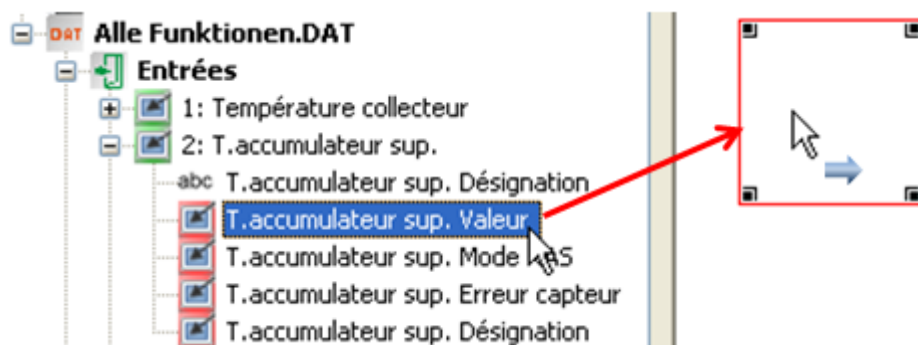 DAT Alle Funktionen.DAT
Entrées
1: Température collecteur
2: T.accumulateur sup.
abc T.accumulateur sup. Désignation
T.accumulateur sup. Valeur
T.accumulateur sup. Mode
T.accumulateur sup. Erreur capteur
T.accumulateur sup. Désignation